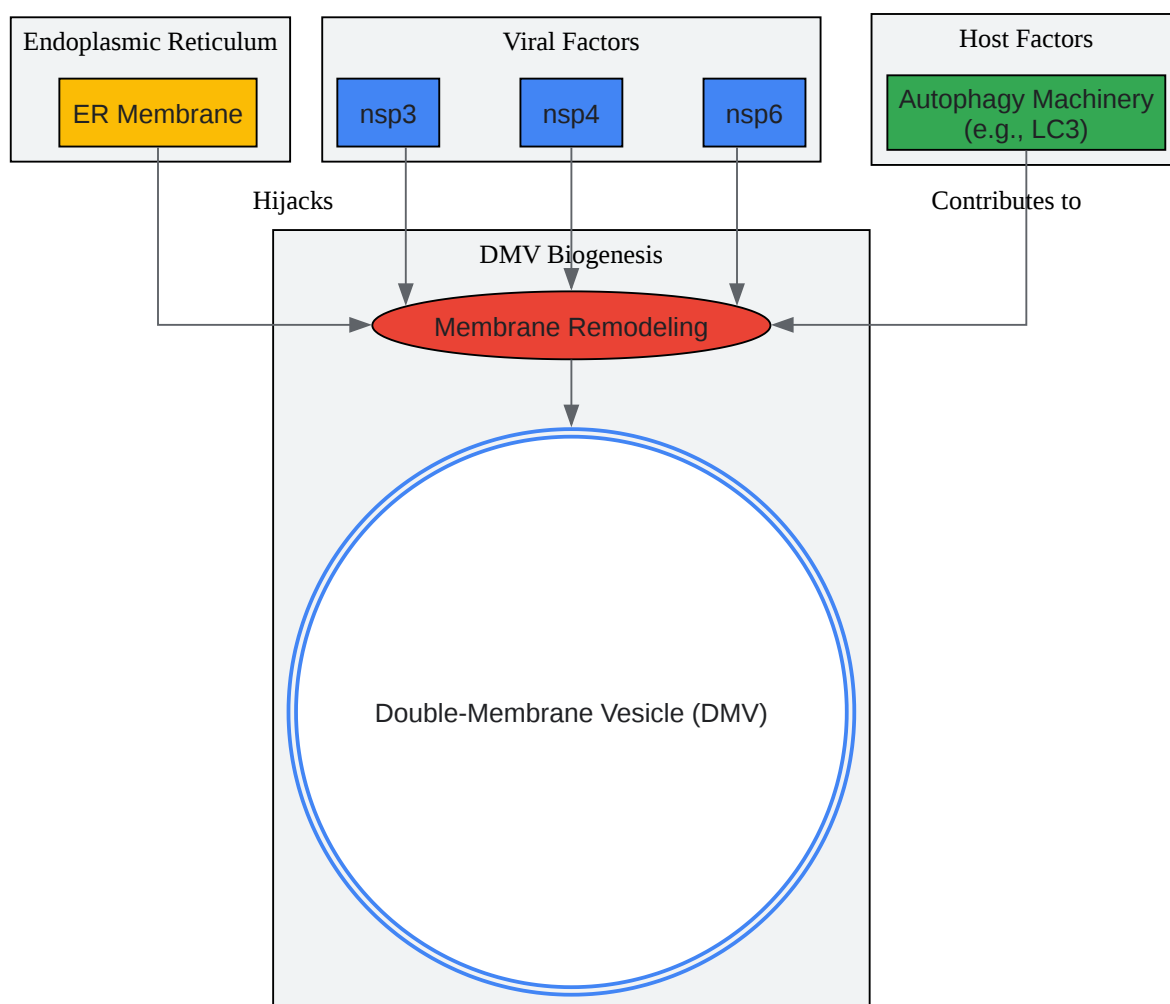 Endoplasmic Reticulum
ER Membrane
Viral Factors
nsp3
nsp4
nsp6
Host Factors
Autophagy Machinery
(e.g., LC3)
Hijacks
Contributes to
DMV Biogenesis
Membrane Remodeling
Double-Membrane Vesicle (DMV)